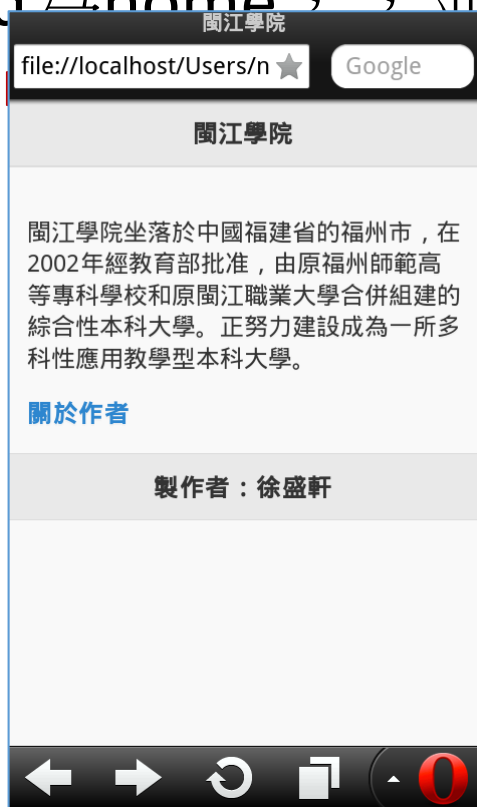 home，，
閩江學院
file://localhost/Users/n
Google
閩江學院
閩江學院坐落於中國福建省的福州市，在
2002年經教育部批准，由原福州師範高
等專科學校和原閩江職業大學合併組建的
綜合性本科大學。正努力建設成為一所多
科性應用教學型本科大學。
關於作者
製作者：徐盛軒